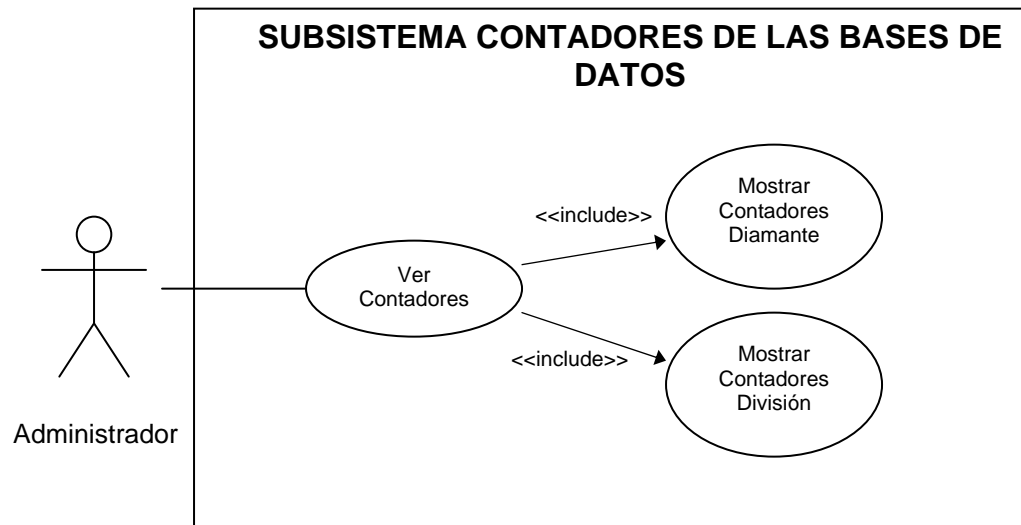 SUBSISTEMA CONTADORES DE LAS BASES DE
DATOS
Mostrar
Contadores
Diamante
<<include>>
Ver
Contadores
<<include>>
Mostrar
Contadores
División
Administrador